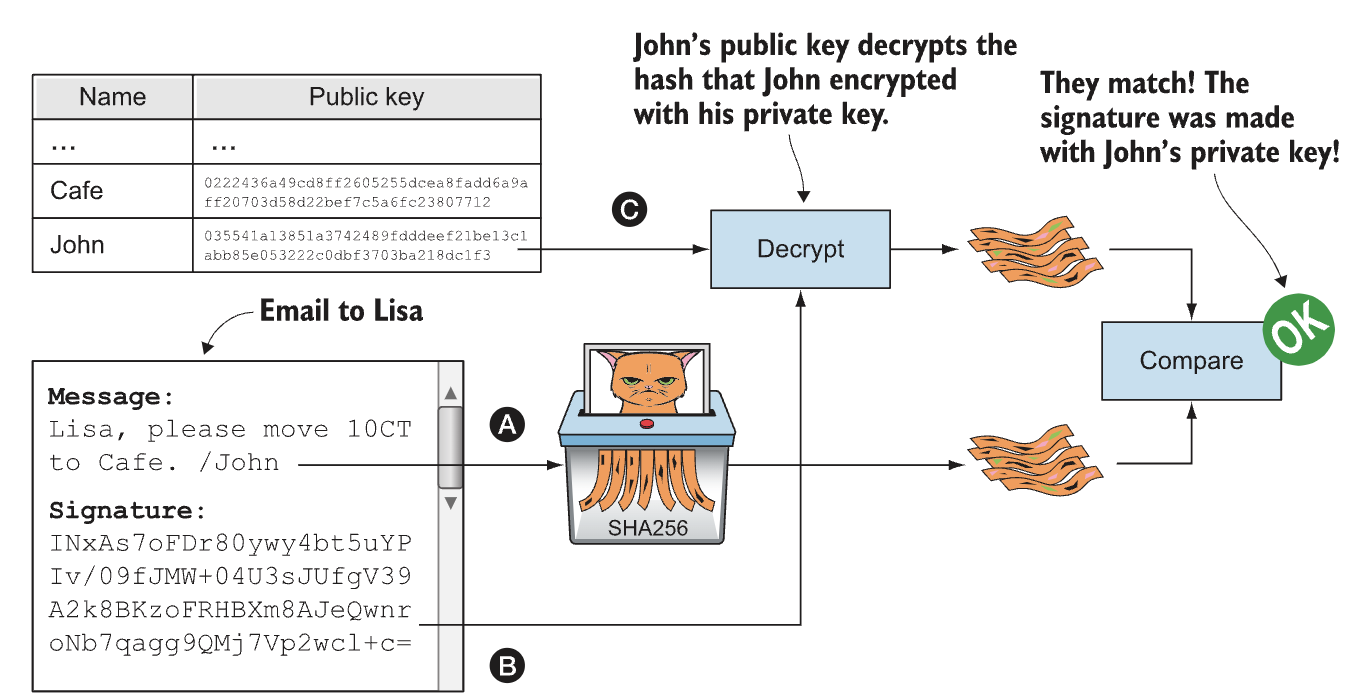 John's public key decrypts the
hash that John encrypted
with his private key.
They match! The
signature was made
with John's private key!
Name Public key
... ...
Cafe
0222436a49cd8ff2605255dcea8fadd6a9a
ff20703d58d22bef7c5a6fc23807712
John
035541a13851a3742489fdddeef21be13c1
abb85e053222c0dbf3703ba218dc1f3
C
Decrypt
Email to Lisa
OK
Compare
Message:
Lisa, please move 10CT
to Cafe. /John
A
SHA256
Signature:
INxAs7oFDr80ywy4bt5uYP
Iv/09fJMW+04U3sJUfgV39
A2k8BKzoFRHBXm8AJeQwnr
oNb7qagg9QMj7Vp2wcl+c=
B